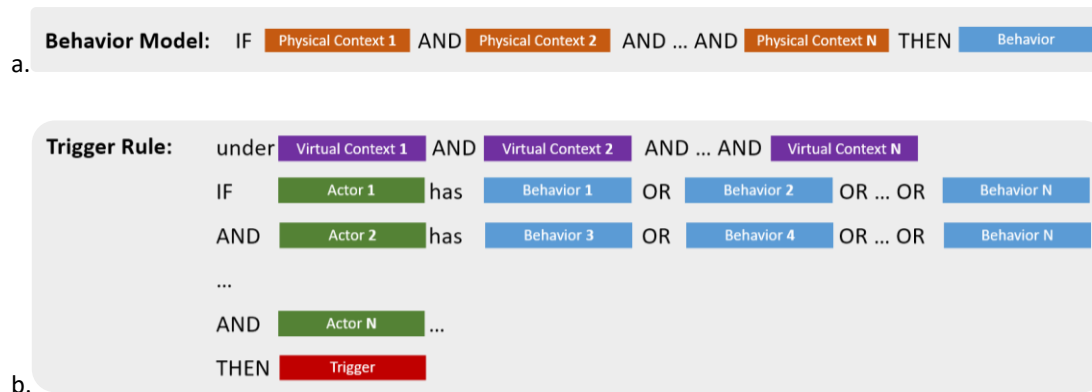 Behavior Model: IF Physical Context 1 AND Physical Context 2 AND ... AND Physical Context N THEN Behavior
a.
Trigger Rule: under Virtual Context 1 AND Virtual Context 2 AND ... AND Virtual Context N
IF Actor 1 has Behavior 1 OR Behavior 2 OR ... OR Behavior N
AND Actor 2 has Behavior 3 OR Behavior 4 OR ... OR Behavior N
...
AND Actor N ...
THEN Trigger
b.